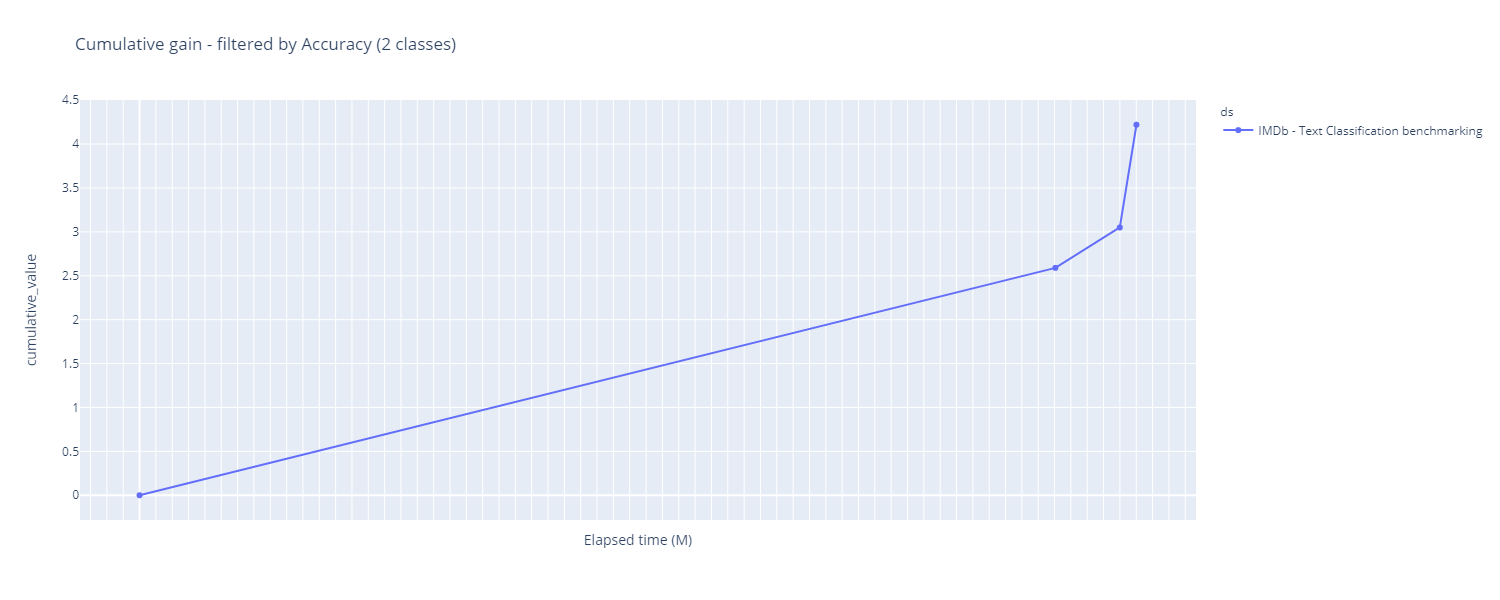 Cumulative gain - filtered by Accuracy (2 classes)
4.5
4
3.5
3
2.5
2
1.5
1
0.5
0
cumulative_value
Elapsed time (M)
ds
IMDb - Text Classification benchmarking